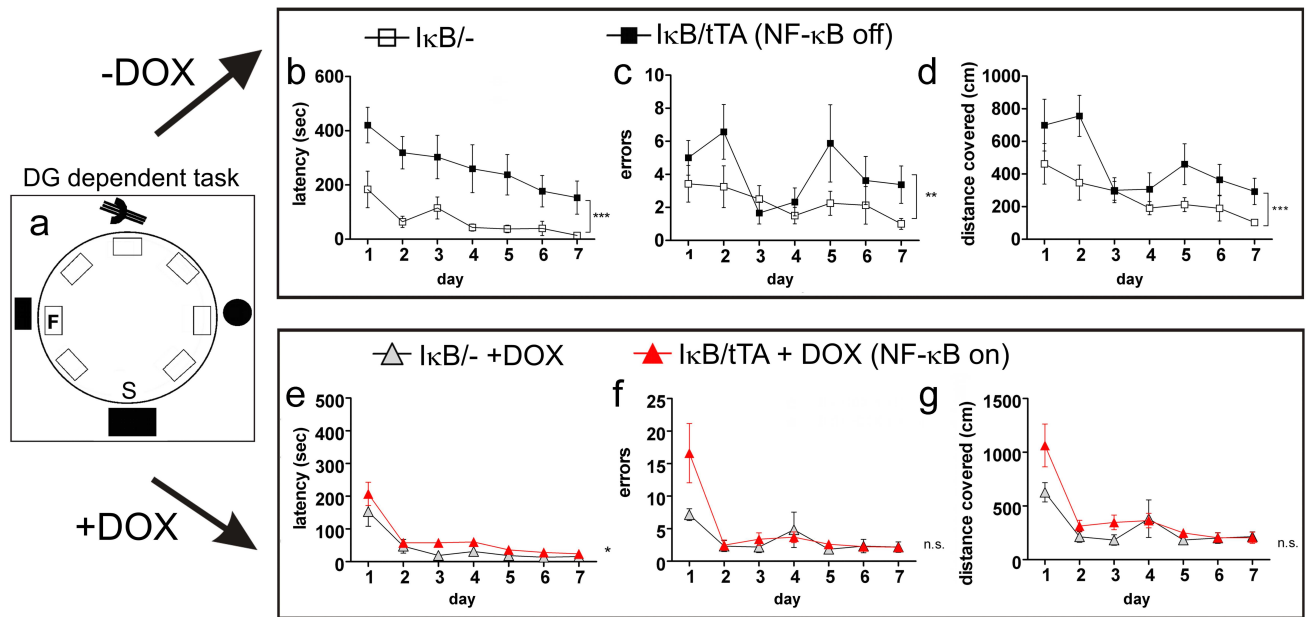 -DOX
DG dependent task
a
F
S
+DOX
IκB/-
IκB/tTA (NF-κB off)
b
latency (sec)
600
400
200
0
1 2 3 4 5 6 7
day
***
c
errors
10
8
6
4
2
0
1 2 3 4 5 6 7
day
**
d
distance covered (cm)
1000
800
600
400
200
0
1 2 3 4 5 6 7
day
***
IκB/- +DOX
IκB/tTA + DOX (NF-κB on)
e
latency (sec)
500
400
300
200
100
0
1 2 3 4 5 6 7
day
*
f
errors
25
20
15
10
5
0
1 2 3 4 5 6 7
day
n.s.
g
distance covered (cm)
1500
1000
500
0
1 2 3 4 5 6 7
day
n.s.